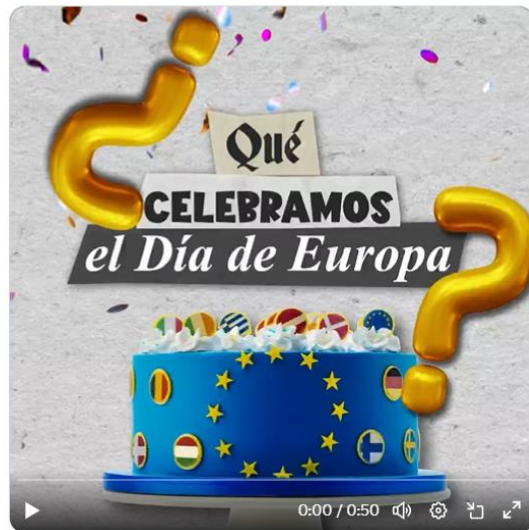 ¿
Qué
CELEBRAMOS
el Día de Europa
?
0:00 / 0:50